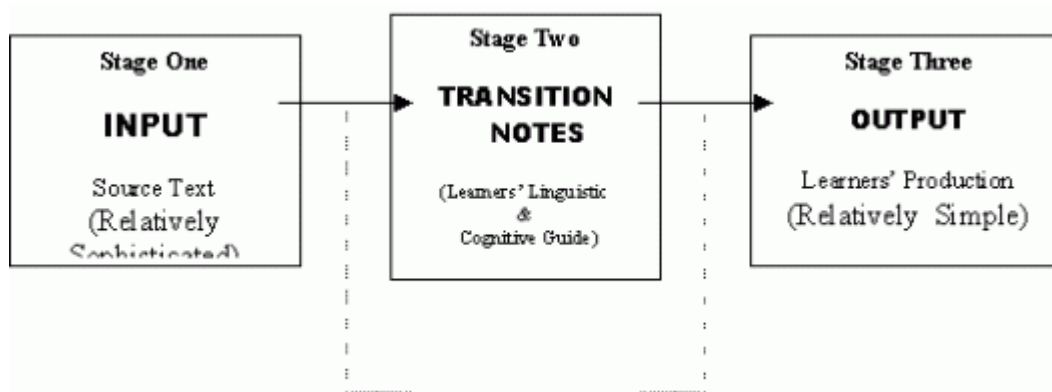 Stage One
INPUT
Source Text
(Relatively
Sophisticated)
Stage Two
TRANSITION
NOTES
(Learners' Linguistic
&
Cognitive Guide)
Stage Three
OUTPUT
Learners' Production
(Relatively Simple)